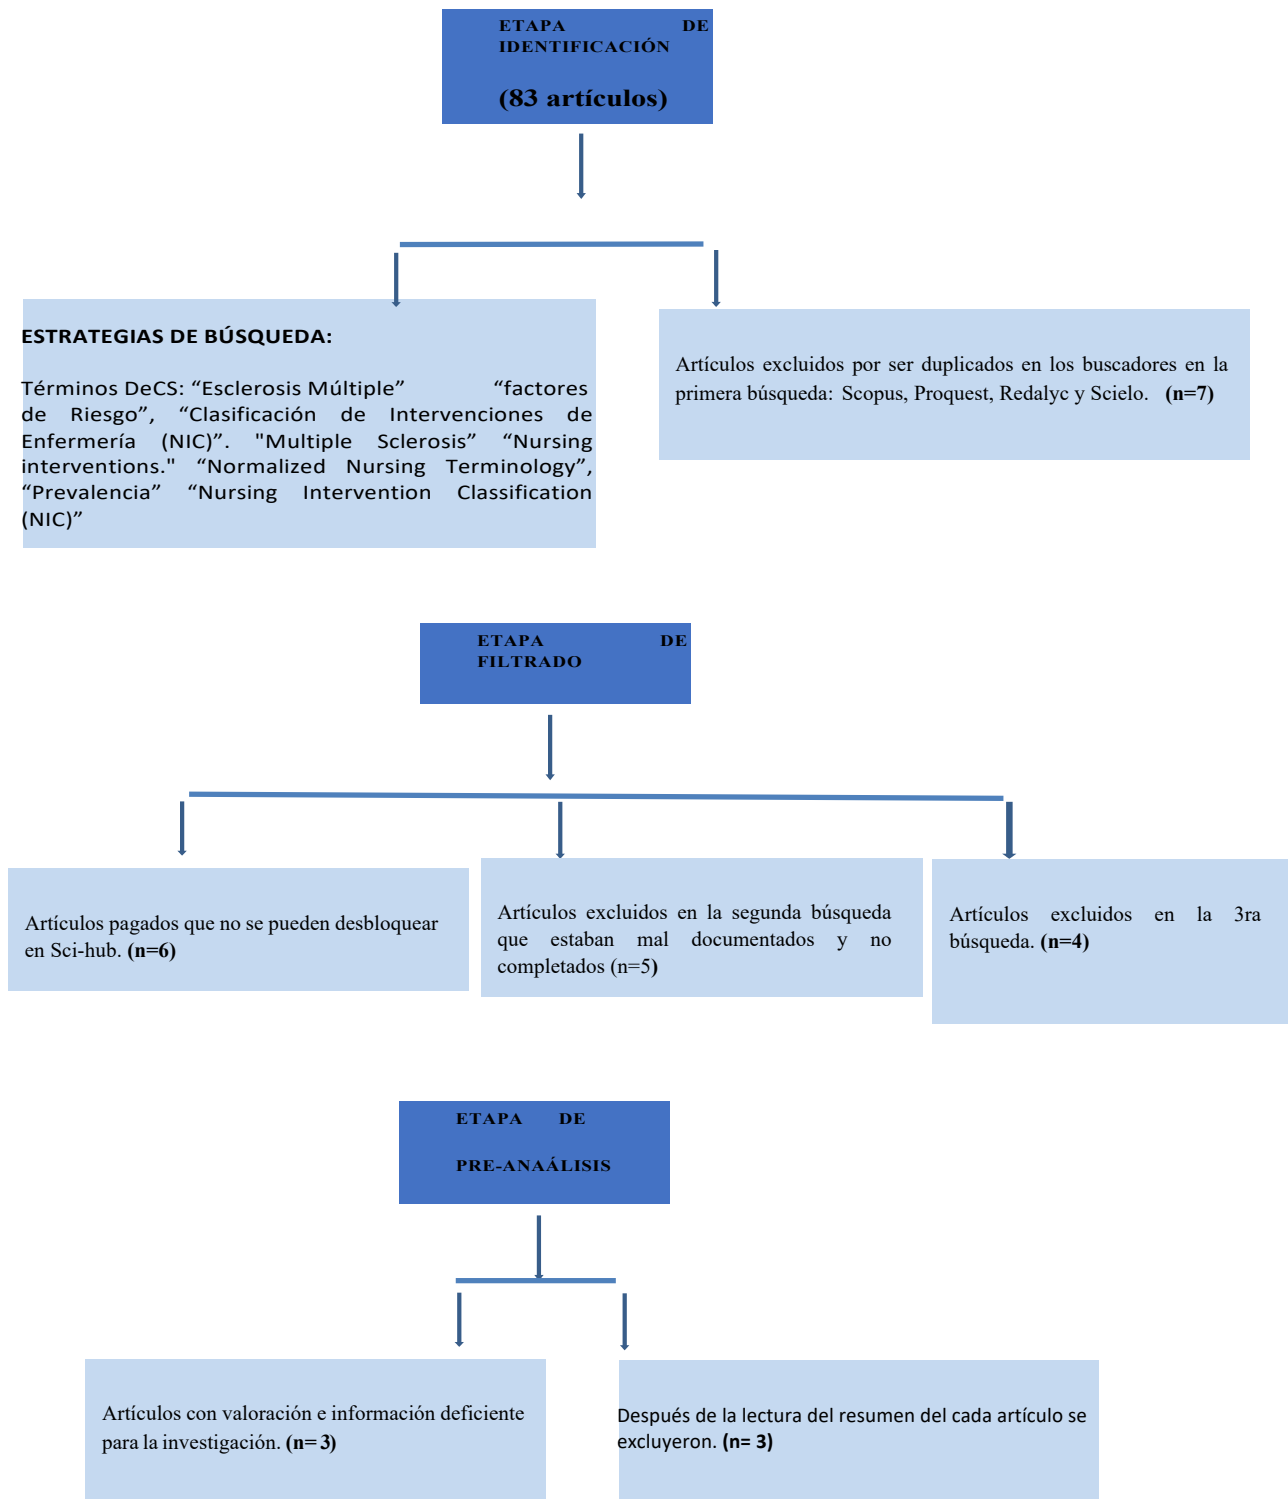 ETAPA DE
IDENTIFICACIÓN
(83 artículos)
ESTRATEGIAS DE BÚSQUEDA:
Términos DeCS: “Esclerosis Múltiple” “factores
de Riesgo”, “Clasificación de Intervenciones de
Enfermería (NIC)”. "Multiple Sclerosis” “Nursing
interventions." “Normalized Nursing Terminology”,
“Prevalencia” “Nursing Intervention Classification
(NIC)”
Artículos excluidos por ser duplicados en los buscadores en la
primera búsqueda: Scopus, Proquest, Redalyc y Scielo. (n=7)
ETAPA DE
FILTRADO
Artículos pagados que no se pueden desbloquear
en Sci-hub. (n=6)
Artículos excluidos en la segunda búsqueda
que estaban mal documentados y no
completados (n=5)
Artículos excluidos en la 3ra
búsqueda. (n=4)
ETAPA DE
PRE-ANAÁLISIS
Artículos con valoración e información deficiente
para la investigación. (n= 3)
Después de la lectura del resumen del cada artículo se
excluyeron. (n= 3)